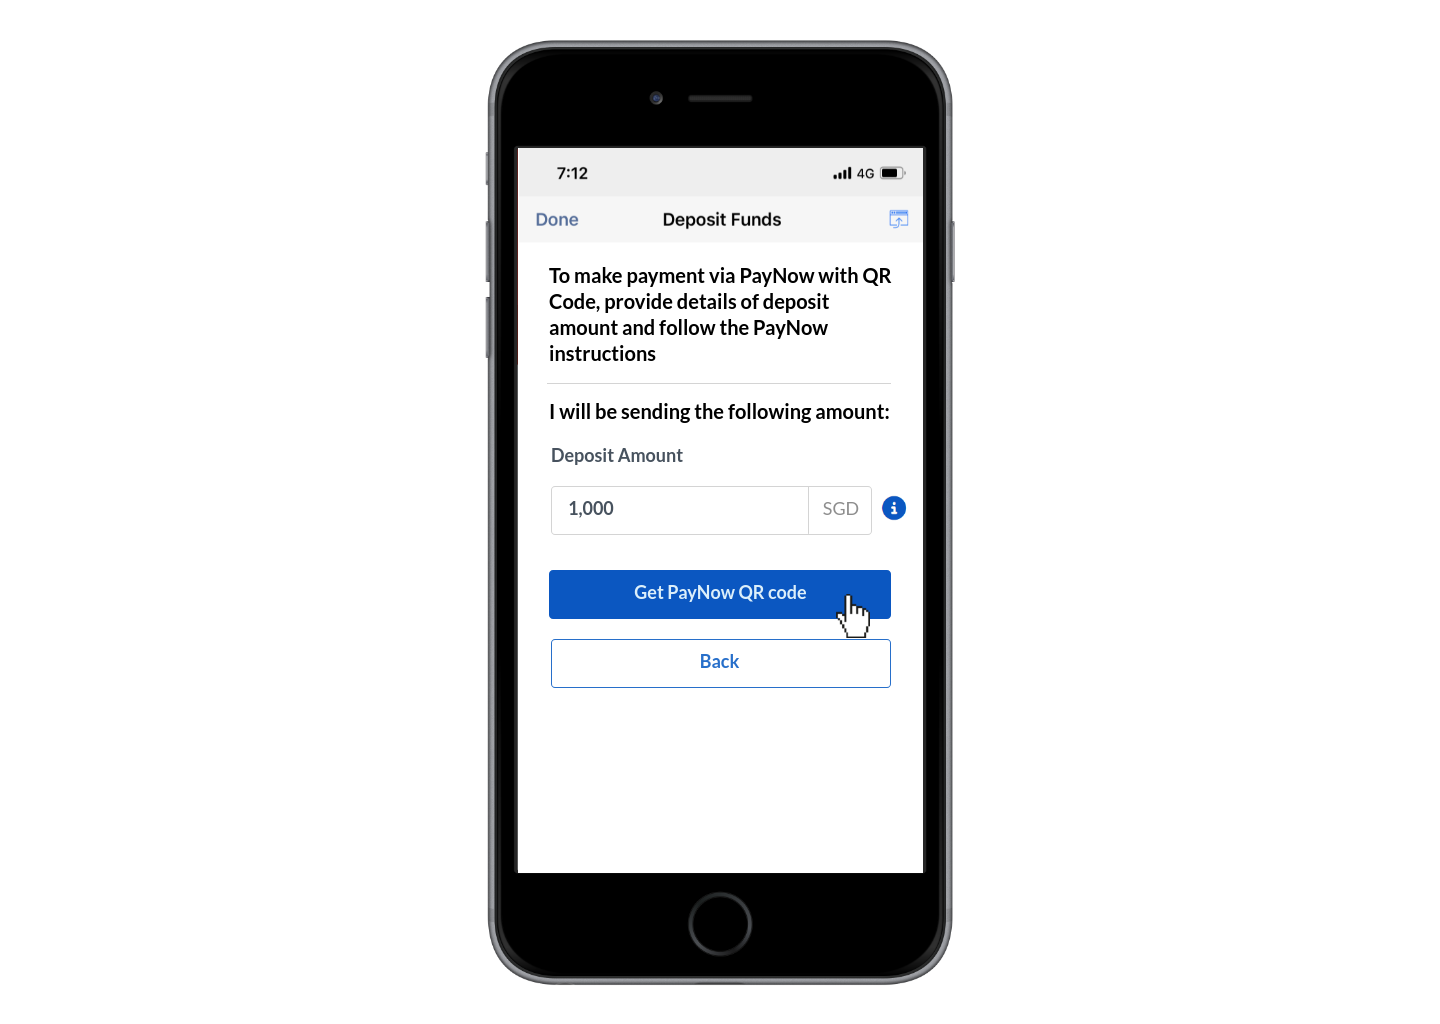 7:12 4G
Done Deposit Funds
To make payment via PayNow with QR
Code, provide details of deposit
amount and follow the PayNow
instructions
I will be sending the following amount:
Deposit Amount
1,000 SGD
Get PayNow QR code
Back